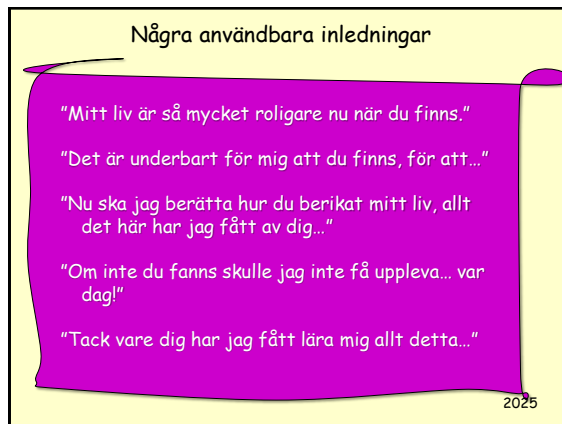 Några användbara inledningar
”Mitt liv är så mycket roligare nu när du finns.”
”Det är underbart för mig att du finns, för att…”
”Nu ska jag berätta hur du berikat mitt liv, allt
det här har jag fått av dig…”
”Om inte du fanns skulle jag inte få uppleva… var
dag!”
”Tack vare dig har jag fått lära mig allt detta…”
2025